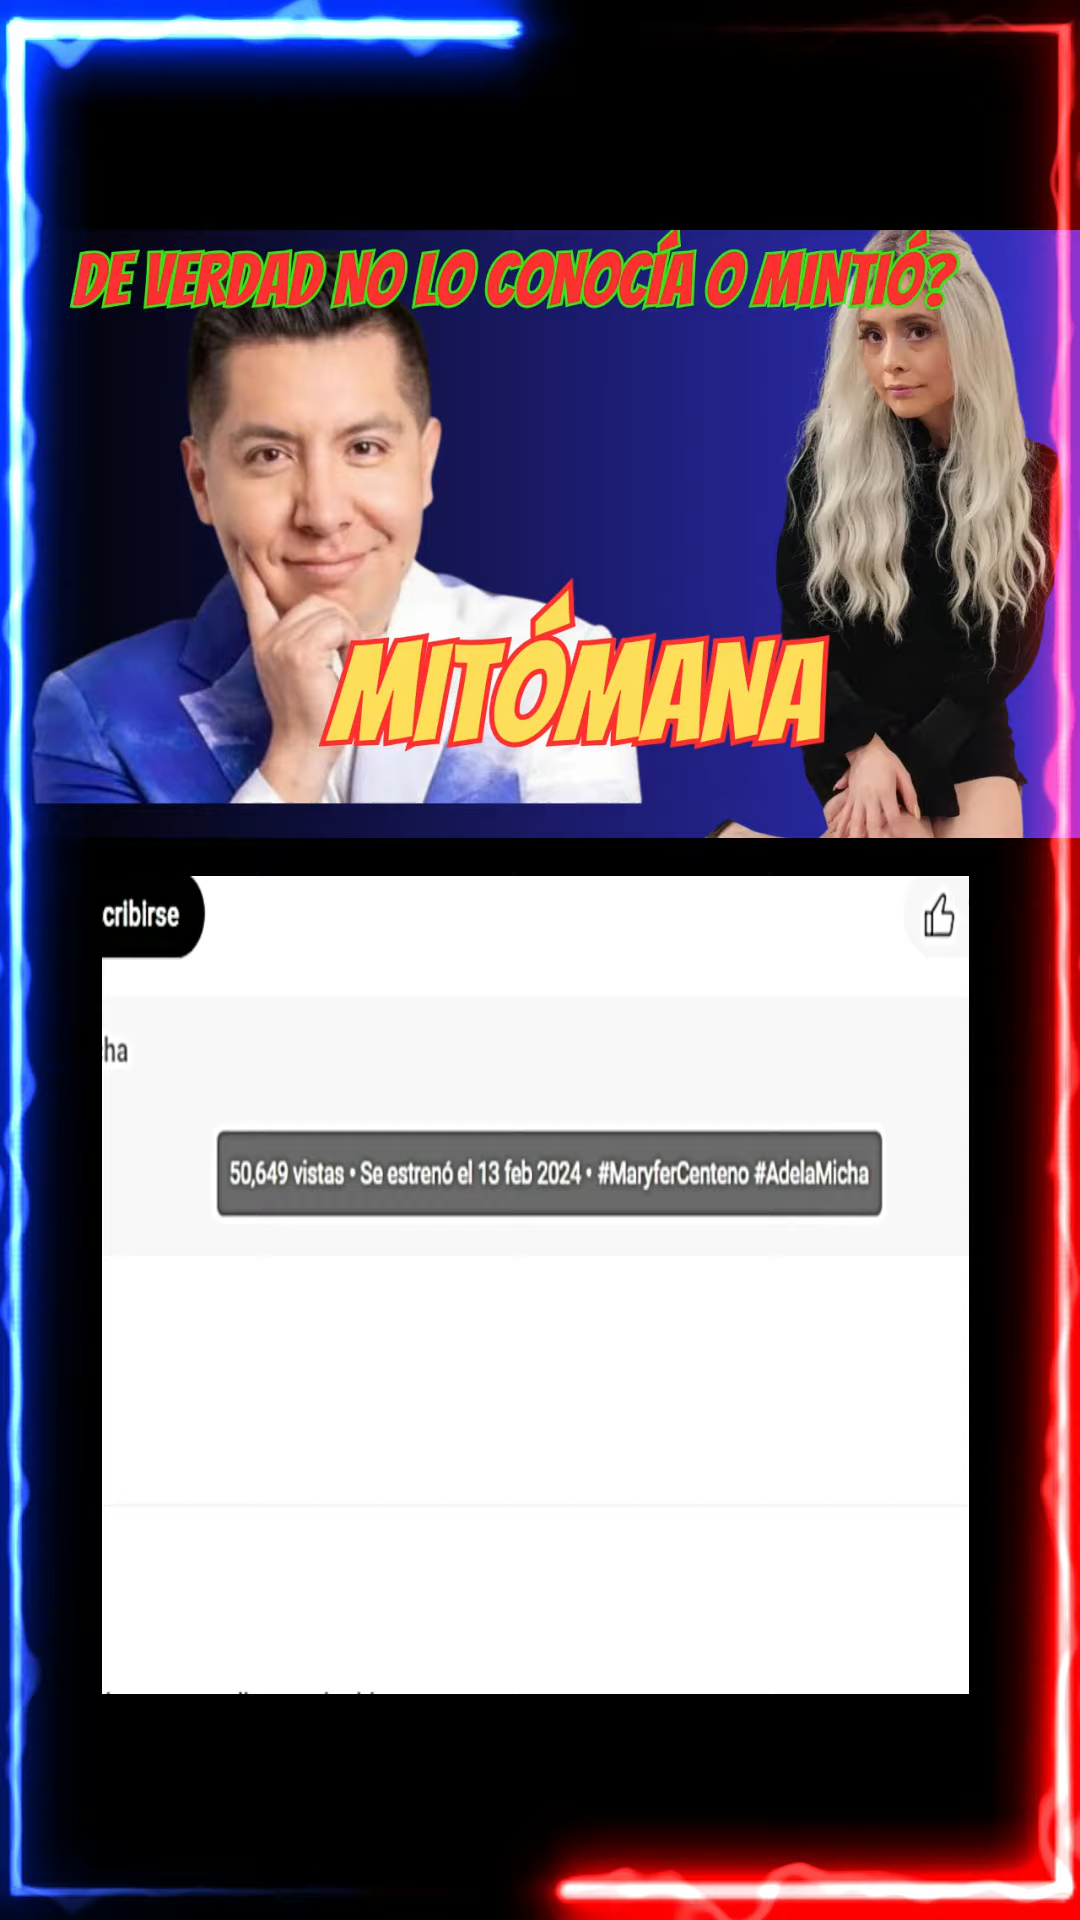 DE VERDAD NO LO CONOCÍA O MINTIÓ?
MITÓMANA
cribirse
ha
50,649 vistas • Se estrenó el 13 feb 2024 • #MaryferCenteno #AdelaMicha